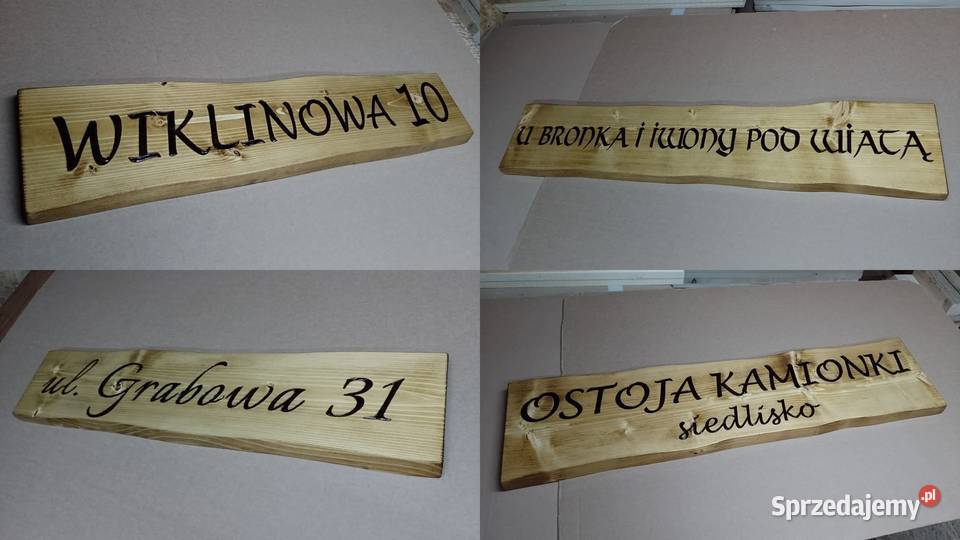 WIKLINOWA 10
U BRONKA i iWONY POD WiATĄ
ul. Grabowa 31
OSTOJA KAMIONKI
siedlisko
Sprzedajemy.pl